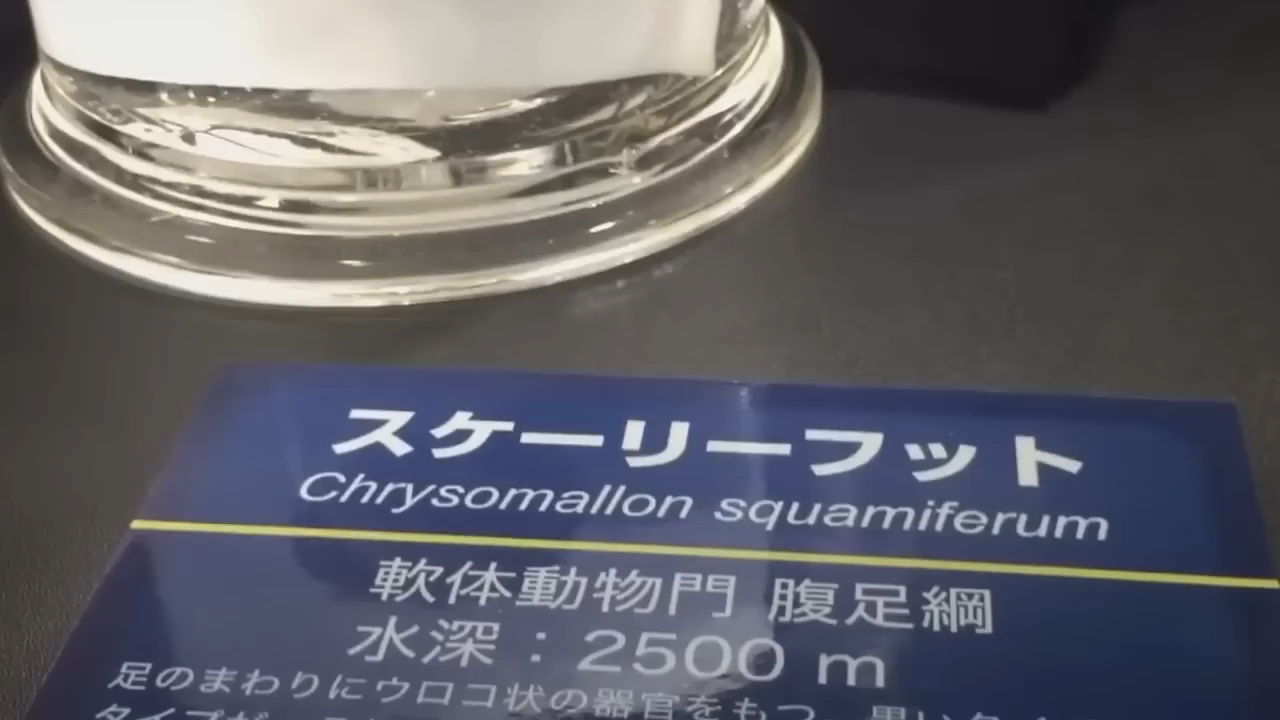 スケーリーフット
Chrysomallon squamiferum
軟体動物門 腹足綱
水深：2500 m
足のまわりにウロコ状の器官をもつ